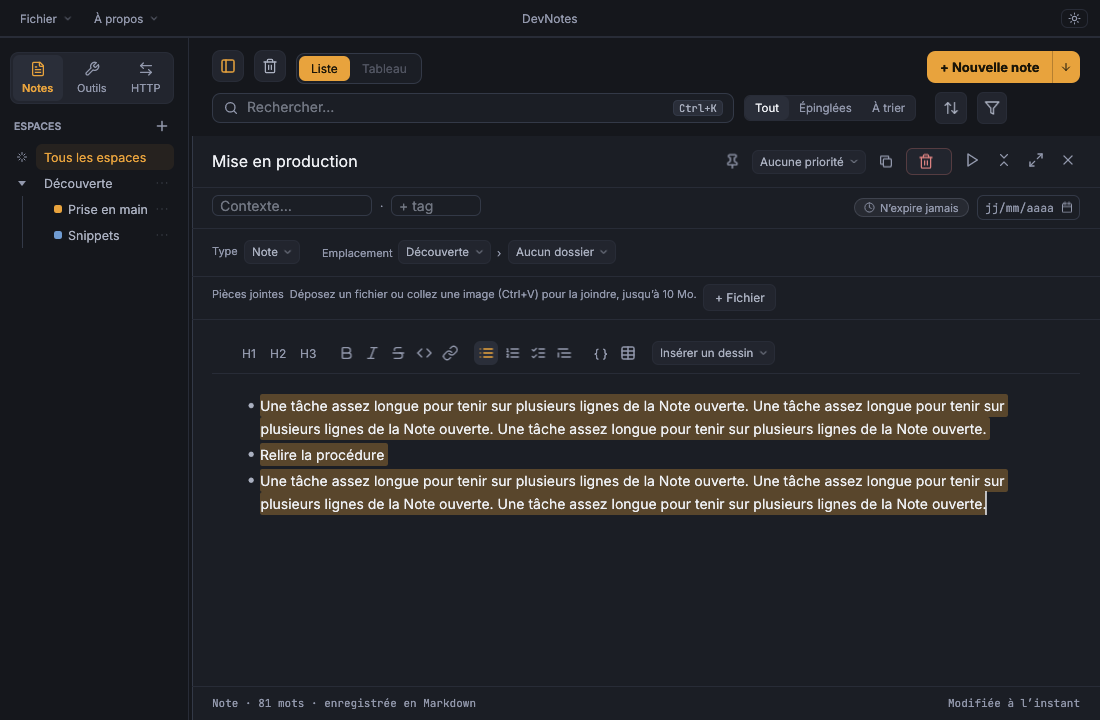 Fichier
À propos
DevNotes
Notes
Outils
HTTP
Liste
Tableau
+ Nouvelle note
Rechercher...
Ctrl+K
Tout
Épinglées
À trier
ESPACES
Tous les espaces
Découverte
Prise en main
Snippets
Mise en production
Aucune priorité
Contexte...
·
+ tag
N'expire jamais
jj/mm/aaaa
Type
Note
Emplacement
Découverte
›
Aucun dossier
Pièces jointes Déposez un fichier ou collez une image (Ctrl+V) pour la joindre, jusqu'à 10 Mo.
+ Fichier
H1 H2 H3
Insérer un dessin
• Une tâche assez longue pour tenir sur plusieurs lignes de la Note ouverte. Une tâche assez longue pour tenir sur
plusieurs lignes de la Note ouverte. Une tâche assez longue pour tenir sur plusieurs lignes de la Note ouverte.
• Relire la procédure
• Une tâche assez longue pour tenir sur plusieurs lignes de la Note ouverte. Une tâche assez longue pour tenir sur
plusieurs lignes de la Note ouverte. Une tâche assez longue pour tenir sur plusieurs lignes de la Note ouverte.
Note · 81 mots · enregistrée en Markdown
Modifiée à l'instant